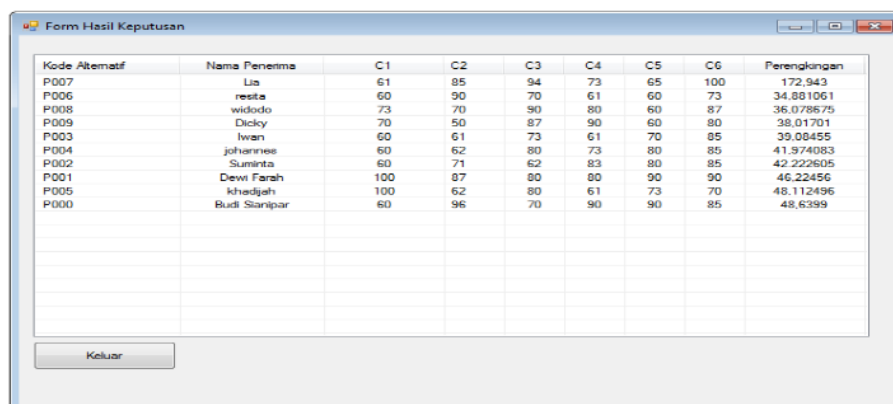 Form Hasil Keputusan
Kode Alternatif Nama Penerima C1 C2 C3 C4 C5 C6 Perengkingan
P007 Lia 61 85 94 73 65 100 172,943
P006 resita 60 90 70 61 60 73 34,881061
P008 widodo 73 70 90 80 60 87 36,078675
P009 Dicky 70 50 87 90 60 80 38,01701
P003 Iwan 60 61 73 61 70 85 39,08455
P004 johannes 60 62 80 73 80 85 41,974083
P002 Suminta 60 71 62 83 80 85 42,222605
P001 Dewi Farah 100 87 80 80 90 90 46,22456
P005 khadijah 100 62 80 61 73 70 48,112496
P000 Budi Sianipar 60 96 70 90 90 85 48,6399
Keluar